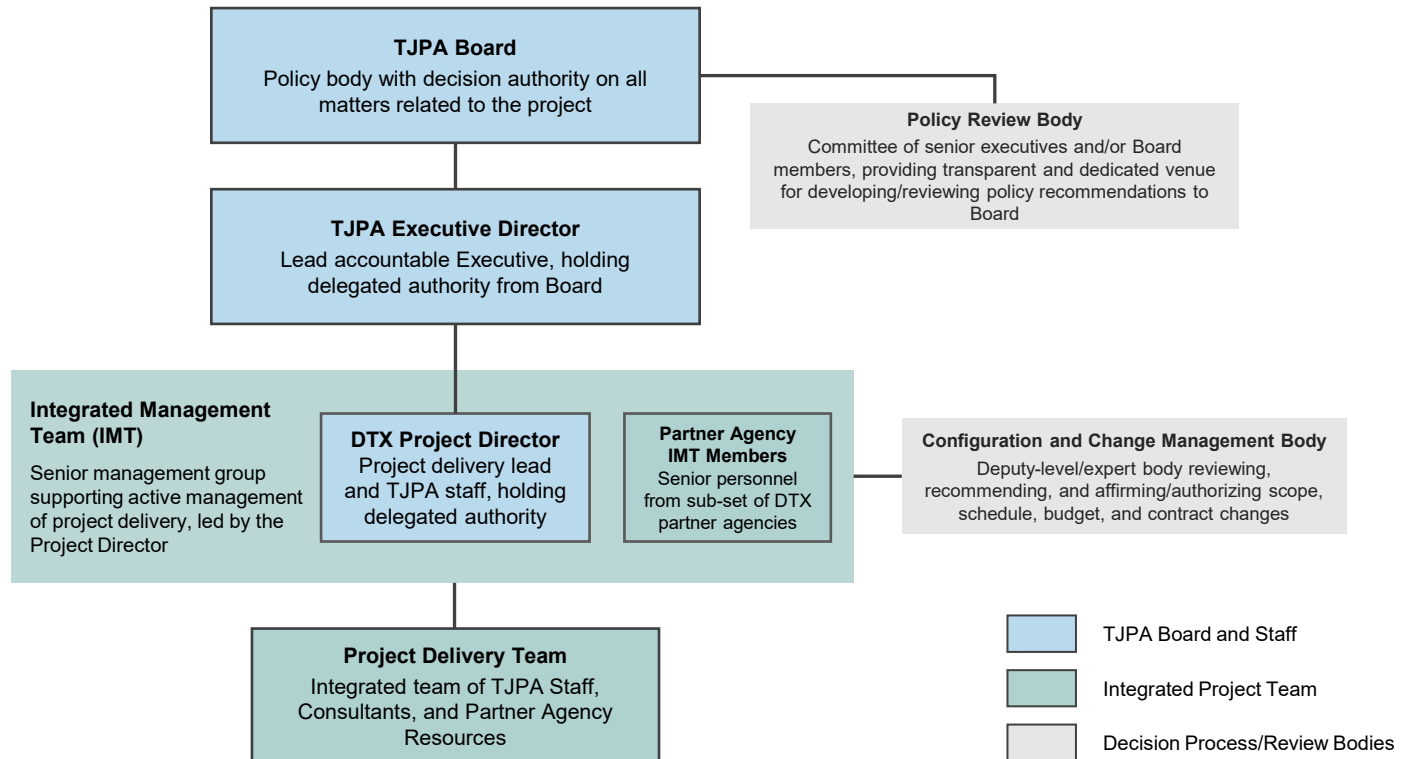 TJPA Board
Policy body with decision authority on all
matters related to the project
Policy Review Body
Committee of senior executives and/or Board
members, providing transparent and dedicated venue
for developing/reviewing policy recommendations to
Board
TJPA Executive Director
Lead accountable Executive, holding
delegated authority from Board
Integrated Management
Team (IMT)
Senior management group
supporting active management
of project delivery, led by the
Project Director
DTX Project Director
Project delivery lead
and TJPA staff, holding
delegated authority
Partner Agency
IMT Members
Senior personnel
from sub-set of DTX
partner agencies
Configuration and Change Management Body
Deputy-level/expert body reviewing,
recommending, and affirming/authorizing scope,
schedule, budget, and contract changes
Project Delivery Team
Integrated team of TJPA Staff,
Consultants, and Partner Agency
Resources
TJPA Board and Staff
Integrated Project Team
Decision Process/Review Bodies